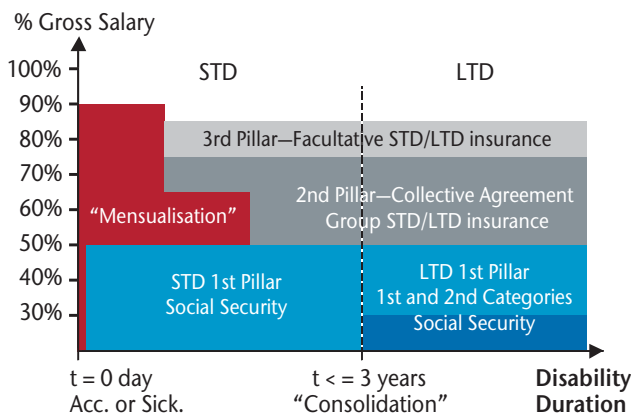 % Gross Salary
100%
90%
80%
70%
60%
50%
40%
30%
STD
LTD
3rd Pillar—Facultative STD/LTD insurance
2nd Pillar—Collective Agreement
Group STD/LTD insurance
“Mensualisation”
STD 1st Pillar
Social Security
LTD 1st Pillar
1st and 2nd Categories
Social Security
t = 0 day
Acc. or Sick.
t < = 3 years
“Consolidation”
Disability
Duration